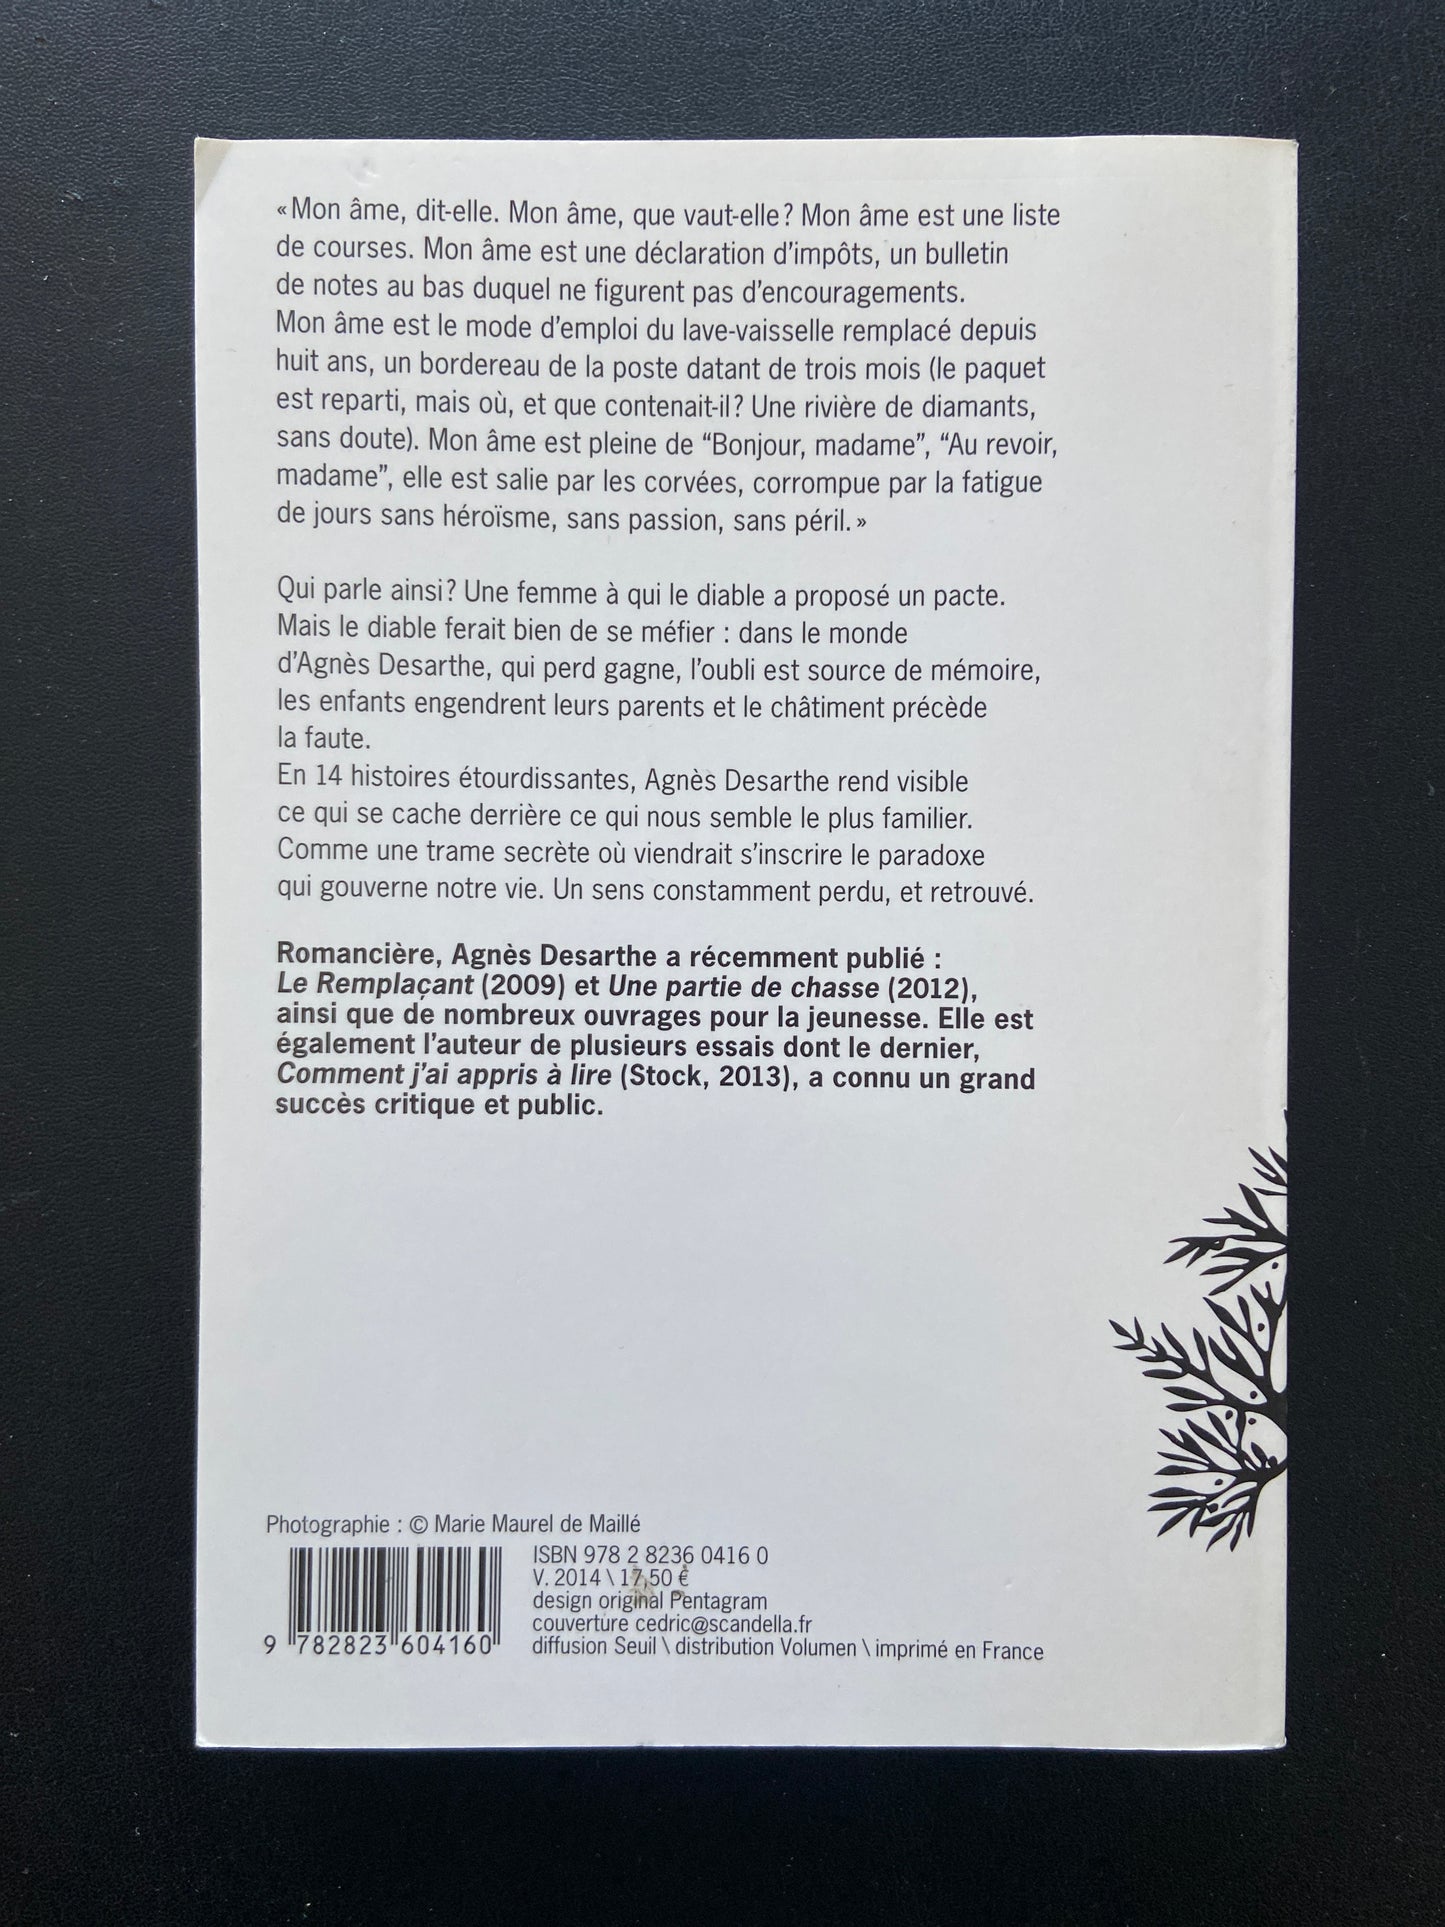 « Mon âme, dit-elle. Mon âme, que vaut-elle ? Mon âme est une liste
de courses. Mon âme est une déclaration d'impôts, un bulletin
de notes au bas duquel ne figurent pas d'encouragements.
Mon âme est le mode d'emploi du lave-vaisselle remplacé depuis
huit ans, un bordereau de la poste datant de trois mois (le paquet
est reparti, mais où, et que contenait-il ? Une rivière de diamants,
sans doute). Mon âme est pleine de “Bonjour, madame”, “Au revoir,
madame”, elle est salie par les corvées, corrompue par la fatigue
de jours sans héroïsme, sans passion, sans péril. »
Qui parle ainsi ? Une femme à qui le diable a proposé un pacte.
Mais le diable ferait bien de se méfier : dans le monde
d'Agnès Desarthe, qui perd gagne, l'oubli est source de mémoire,
les enfants engendrent leurs parents et le châtiment précède
la faute.
En 14 histoires étourdissantes, Agnès Desarthe rend visible
ce qui se cache derrière ce qui nous semble le plus familier.
Comme une trame secrète où viendrait s'inscrire le paradoxe
qui gouverne notre vie. Un sens constamment perdu, et retrouvé.
Romancière, Agnès Desarthe a récemment publié :
Le Remplaçant (2009) et Une partie de chasse (2012),
ainsi que de nombreux ouvrages pour la jeunesse. Elle est
également l'auteur de plusieurs essais dont le dernier,
Comment j'ai appris à lire (Stock, 2013), a connu un grand
succès critique et public.
Photographie : © Marie Maurel de Maillé
ISBN 978 2 8236 0416 0
V. 2014 \ 17,50 €
design original Pentagram
couverture cedric@scandella.fr
diffusion Seuil \ distribution Volumen \ imprimé en France
9 782823 604160